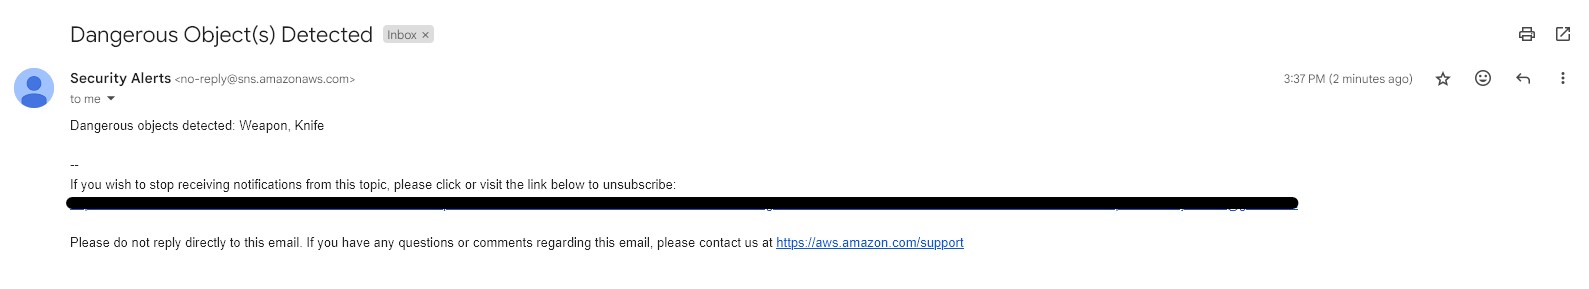 Dangerous Object(s) Detected Inbox ×
Security Alerts <no-reply@sns.amazonaws.com> 3:37 PM (2 minutes ago)
to me
Dangerous objects detected: Weapon, Knife
--
If you wish to stop receiving notifications from this topic, please click or visit the link below to unsubscribe:
Please do not reply directly to this email. If you have any questions or comments regarding this email, please contact us at https://aws.amazon.com/support